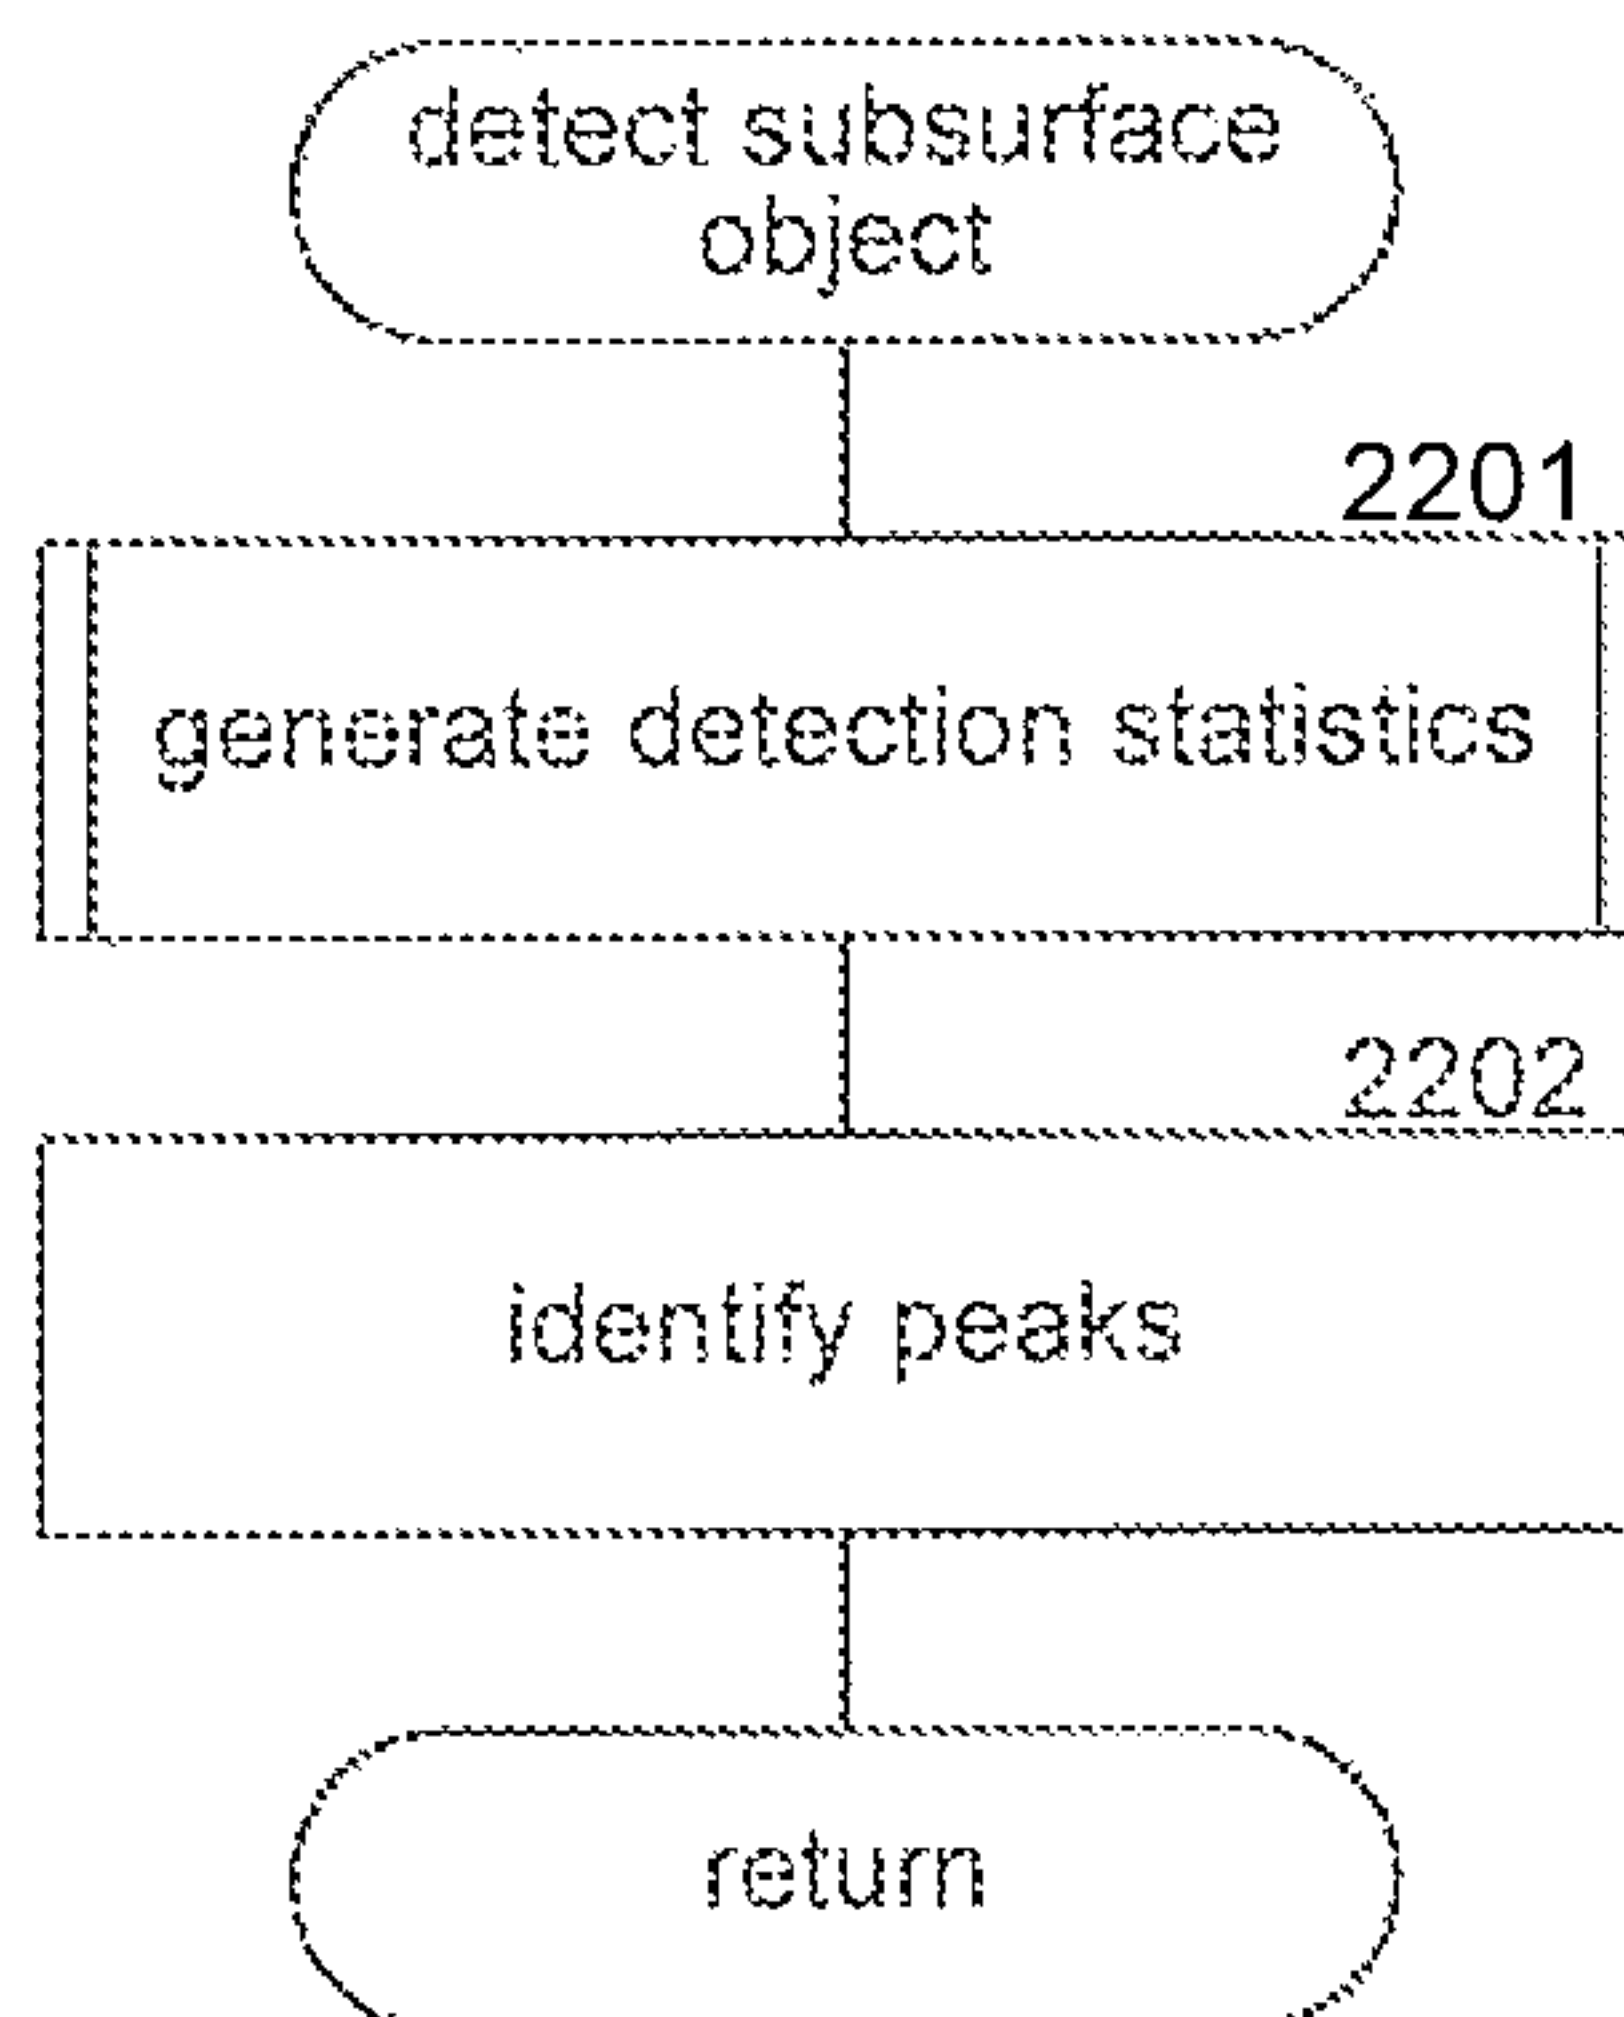 detect subsurface
object
2201
generate detection statistics
2202
identify peaks
return